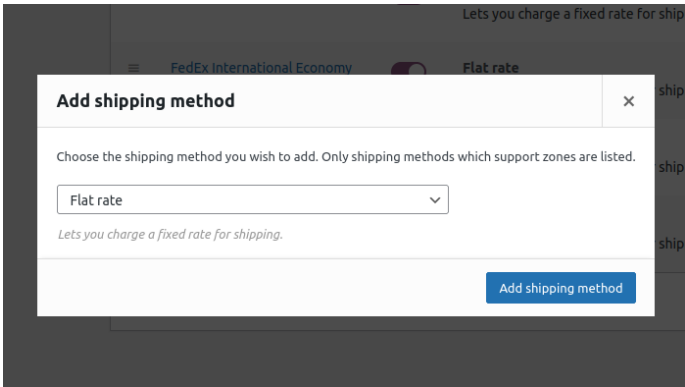 Lets you charge a fixed rate for ship
FedEx International Economy
Flat rate
Add shipping method
ship
Choose the shipping method you wish to add. Only shipping methods which support zones are listed.
ship
Flat rate
Lets you charge a fixed rate for shipping.
ship
Add shipping method